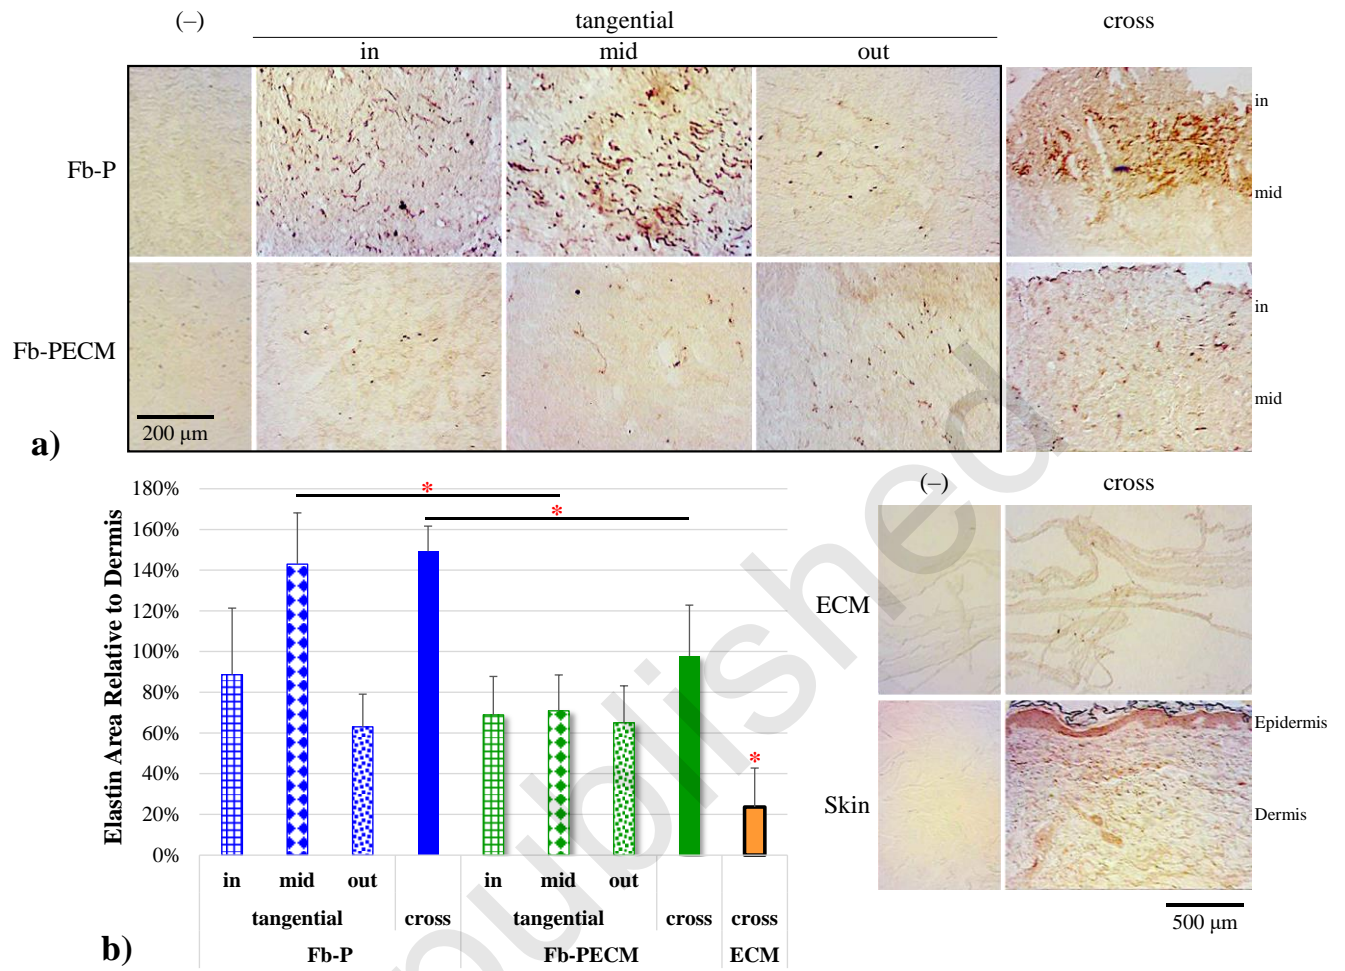 (–) tangential cross
in mid out
Fb-P
in
mid
Fb-PECM
in
mid
200 µm
a)
(–) cross
ECM
Skin
Epidermis
Dermis
500 µm
Elastin Area Relative to Dermis
180%
160%
140%
120%
100%
80%
60%
40%
20%
0%
* * *
in mid out in mid out
tangential cross tangential cross cross
Fb-P Fb-PECM ECM
b)
published